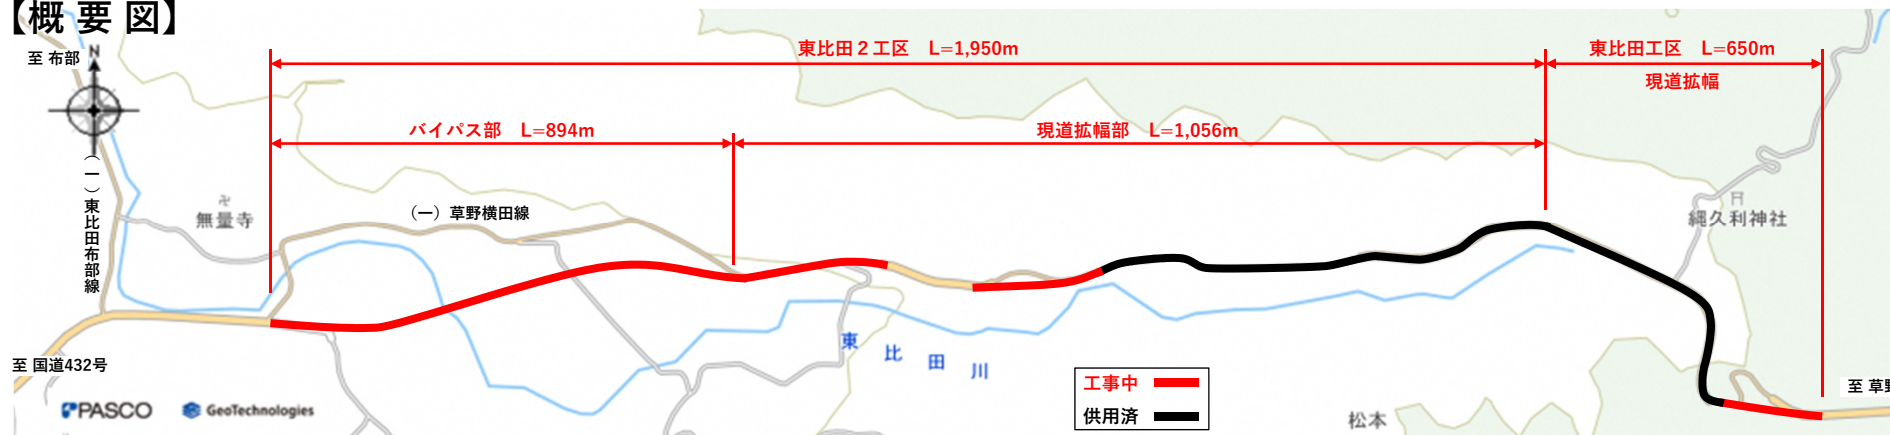 【概 要 図】
至 布部
N
東比田２工区　L=1,950m
東比田工区　L=650m
現道拡幅
バイパス部　L=894m
現道拡幅部　L=1,056m
（一）東比田布部線
卍
無量寺
（一）草野横田線
縄久利神社
東比田川
至 国道432号
工事中
供用済
至 草野
PASCO
GeoTechnologies
松本